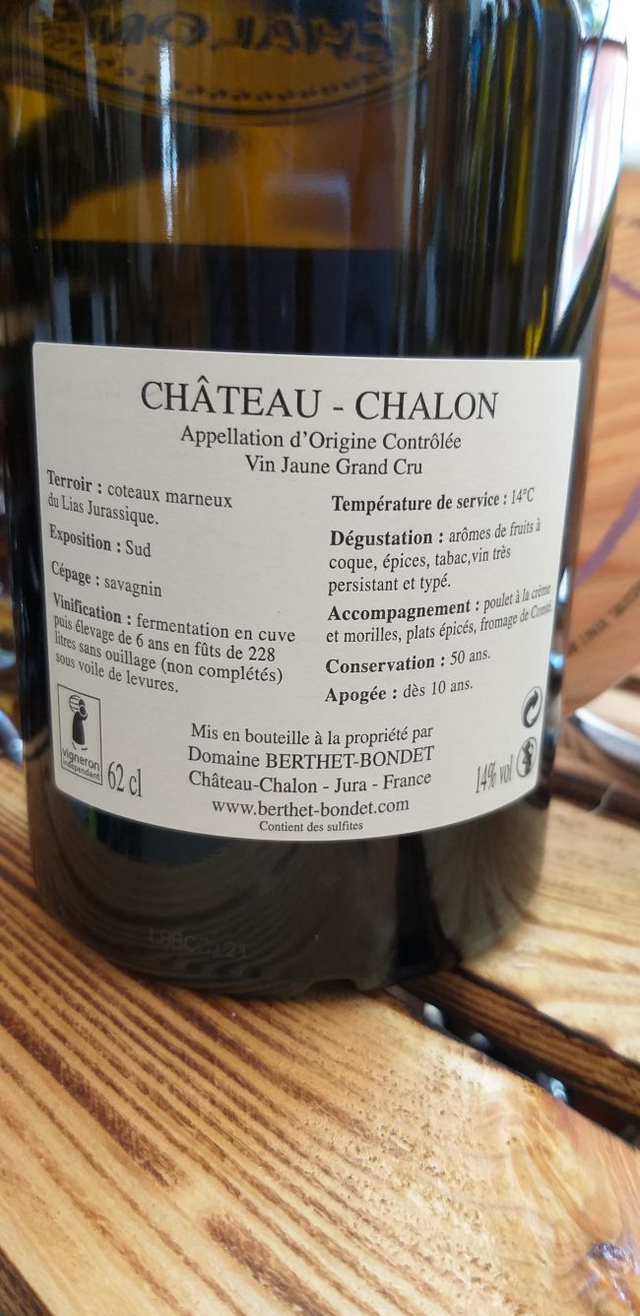 CHALON
CHÂTEAU - CHALON
Appellation d'Origine Contrôlée
Vin Jaune Grand Cru
Terroir : coteaux marneux
du Lias Jurassique.
Exposition : Sud
Cépage : savagnin
Vinification : fermentation en cuve
puis élevage de 6 ans en fûts de 228
litres sans ouillage (non complétés)
sous voile de levures.
Température de service : 14°C
Dégustation : arômes de fruits à
coque, épices, tabac,vin très
persistant et typé.
Accompagnement : poulet à la crème
et morilles, plats épicés, fromage de Comté.
Conservation : 50 ans.
Apogée : dès 10 ans.
vigneron
indépendant
62 cl
Mis en bouteille à la propriété par
Domaine BERTHET-BONDET
Château-Chalon - Jura - France
www.berthet-bondet.com
Contient des sulfites
14% vol